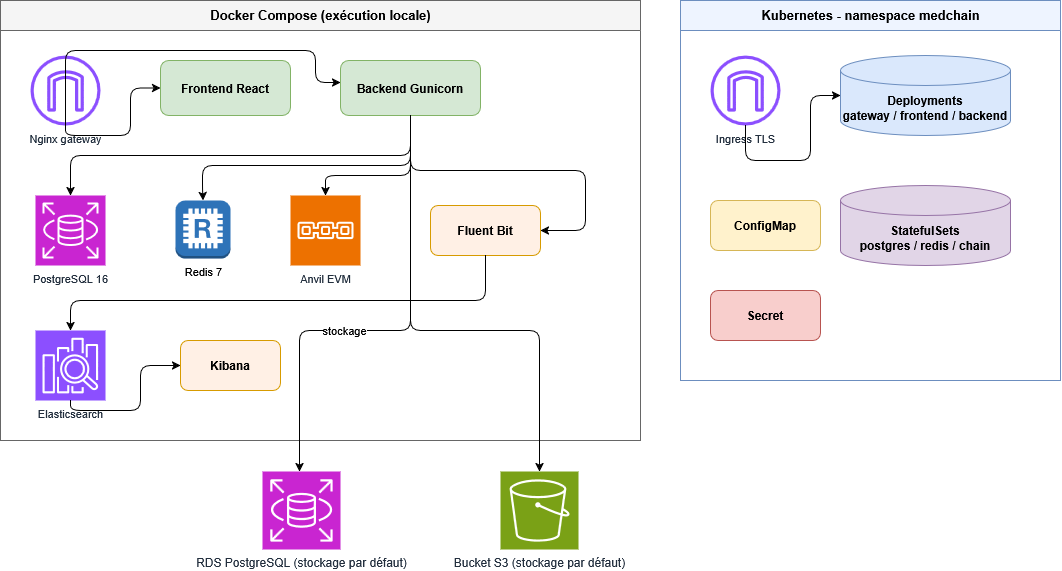 Docker Compose (exécution locale)
Kubernetes - namespace medchain
Nginx gateway
Frontend React
Backend Gunicorn
Ingress TLS
Deployments
gateway / frontend / backend
PostgreSQL 16
R
Redis 7
Anvil EVM
Fluent Bit
ConfigMap
StatefulSets
postgres / redis / chain
Secret
stockage
Elasticsearch
Kibana
RDS PostgreSQL (stockage par défaut)
Bucket S3 (stockage par défaut)